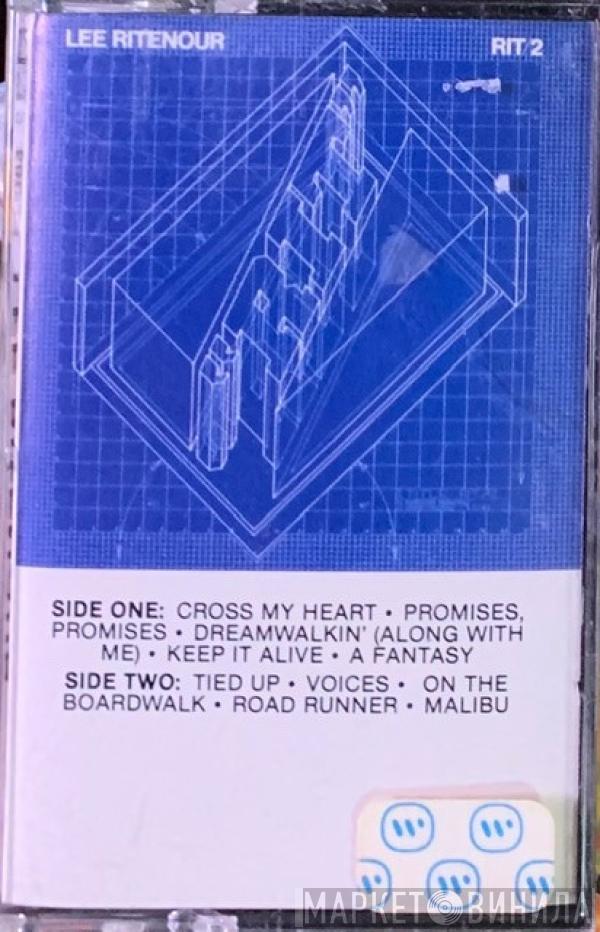 LEE RITENOUR
RIT 2
SIDE ONE: CROSS MY HEART • PROMISES,
PROMISES • DREAMWALKIN' (ALONG WITH
ME) • KEEP IT ALIVE • A FANTASY
SIDE TWO: TIED UP • VOICES • ON THE
BOARDWALK • ROAD RUNNER • MALIBU
МАРКЕТ ВИНИЛА